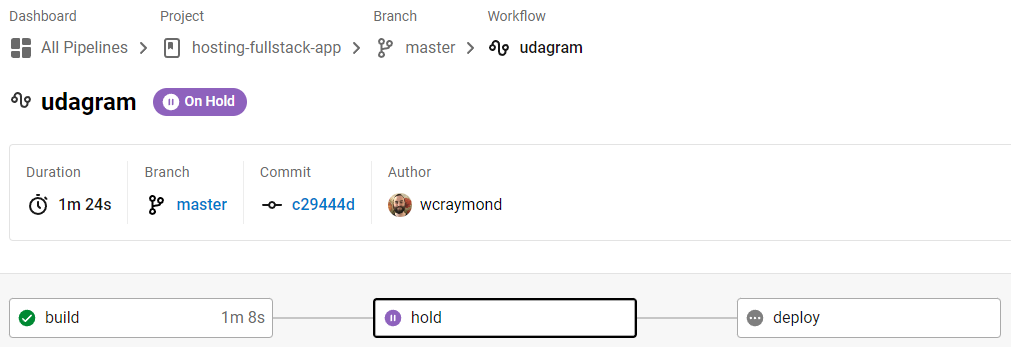 Dashboard Project Branch Workflow
All Pipelines hosting-fullstack-app master udagram
udagram On Hold
Duration Branch Commit Author
1m 24s master c29444d wcraymond
build 1m 8s hold deploy